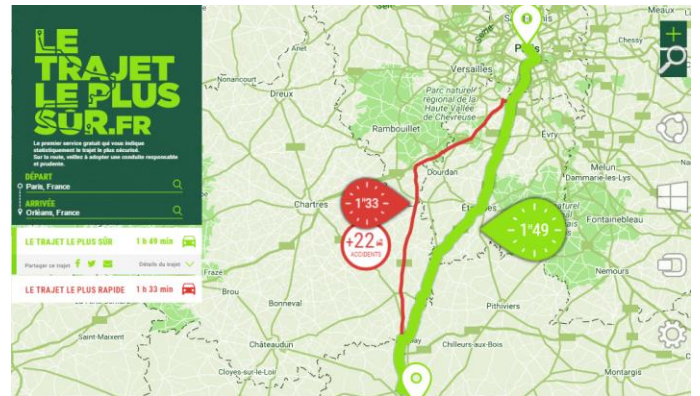 LE
TRAJET
LE PLUS
SÛR.FR
Le premier service gratuit qui vous indique
statistiquement le trajet le plus sécurisé.
Sur la route, veillez à adopter une conduite responsable
et prudente.
DÉPART
Paris, France
ARRIVÉE
Orléans, France
LE TRAJET LE PLUS SÛR 1 h 49 min
Partager ce trajet
Détails du trajet
LE TRAJET LE PLUS RAPIDE 1 h 33 min
Meaux
Anet
Chessy
Versailles
Nonancourt
Dreux
Parc naturel
régional de la
Haute Vallée
de Chevreuse
Rambouillet
Evry
Melun
Dammarie-les-Lys
Dourdan
Chartres
1"33
1"49
+22
ACCIDENTS
Fontainebleau
Nemours
Fraze
Brou
Bonneval
Pithiviers
Saint-Maixent
Châteaudun
Chilleurs-aux-Bois
Cloyes-sur-le-Loir
Montargis